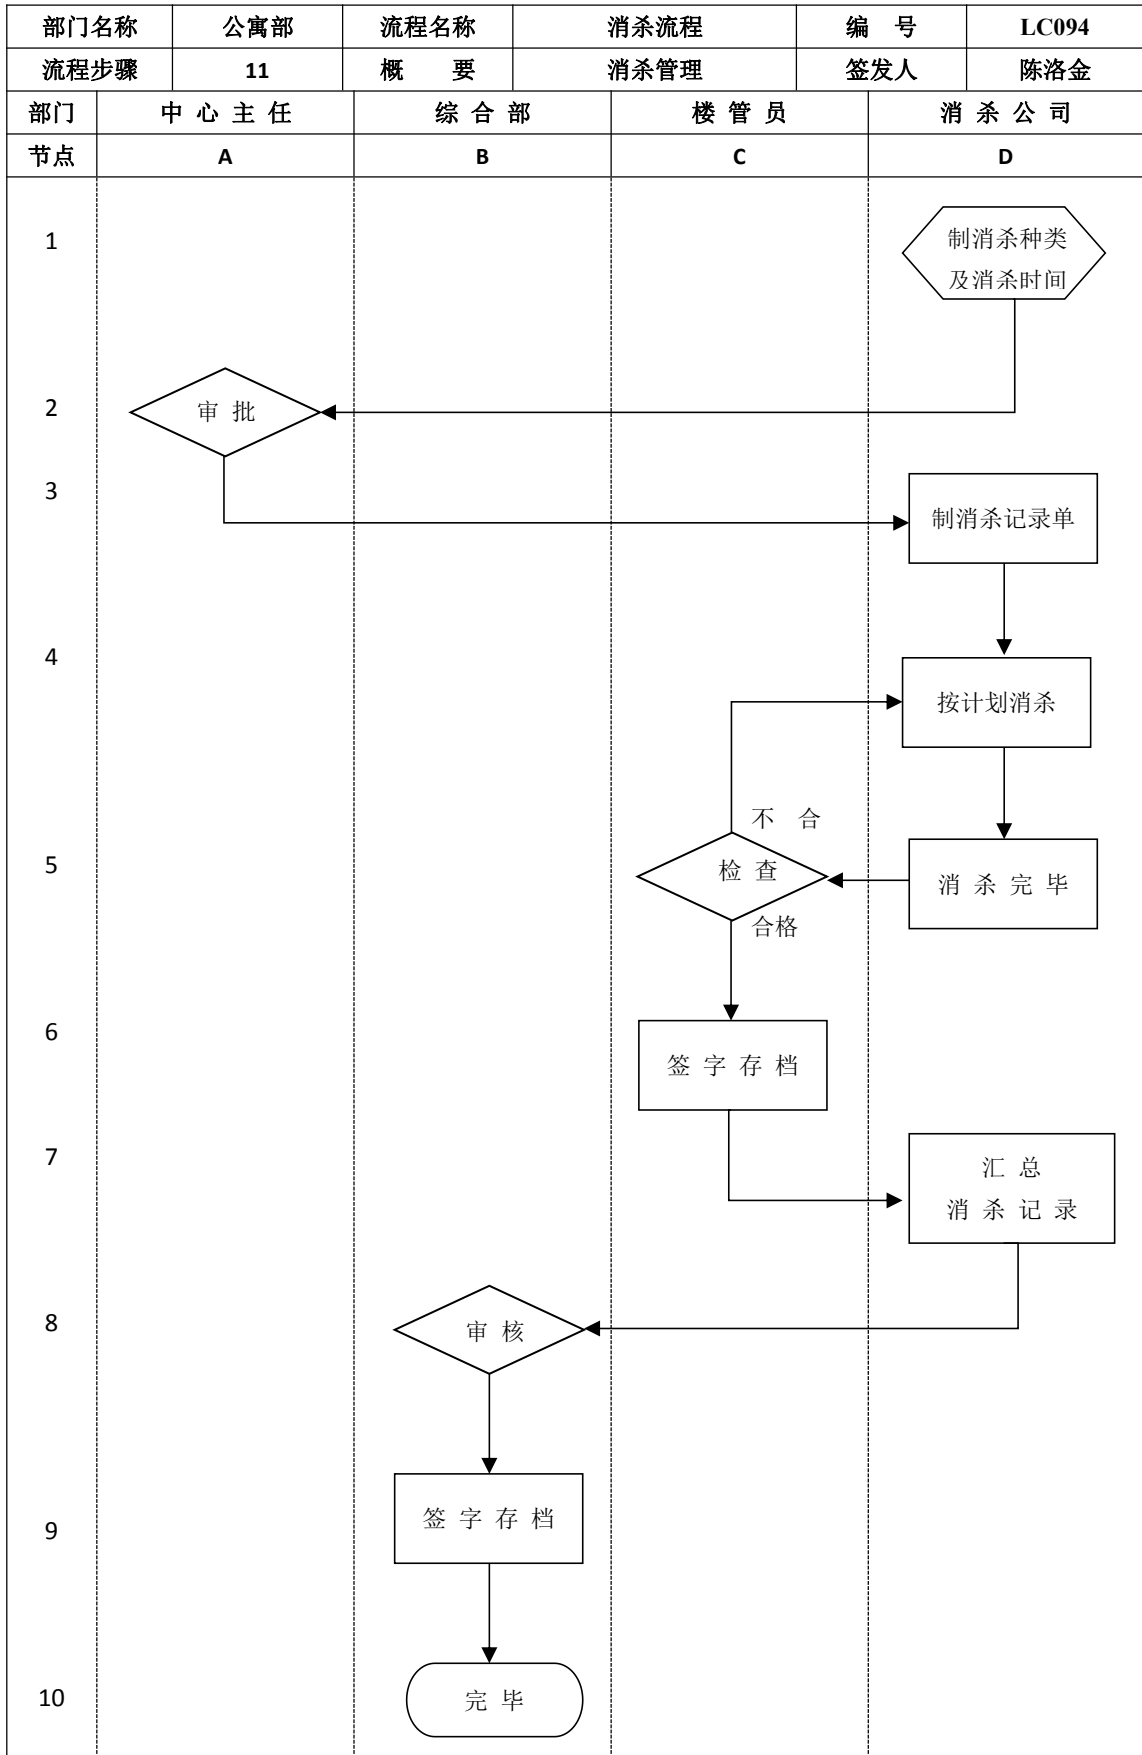 部门名称 公寓部 流程名称 消杀流程 编 号 LC094
流程步骤 11 概 要 消杀管理 签发人 陈洛金
部门 中 心 主 任 综 合 部 楼 管 员 消 杀 公 司
节点 A B C D
1
制消杀种类
及消杀时间
2
审 批
3
制消杀记录单
4
按计划消杀
不 合
5
检 查
消 杀 完 毕
合格
6
签 字 存 档
7
汇 总
消 杀 记 录
8
审 核
9
签 字 存 档
10
完 毕